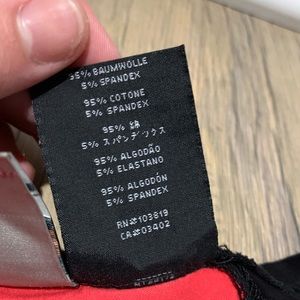 95% BAUMWOLLE
5% SPANDEX
95% COTONE
5% SPANDEX
95% 綿
5% スパンデックス
95% ALGODÃO
5% ELASTANO
95% ALGODÓN
5% SPANDEX
RN#103819
CA#03402